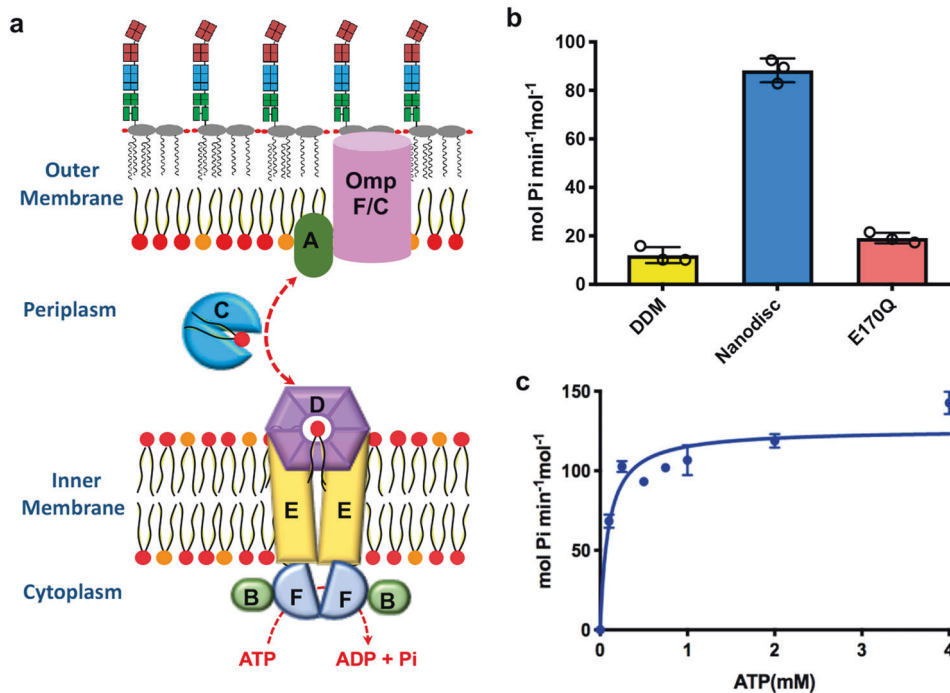 a
Outer
Membrane
Omp
F/C
A
Periplasm
C
D
Inner
Membrane
E E
Cytoplasm
B F F B
ATP ADP + Pi
b
mol Pi min⁻¹mol⁻¹
100
80
60
40
20
0
DDM Nanodisc E170Q
c
mol Pi min⁻¹mol⁻¹
150
100
50
0
0 1 2 3 4
ATP(mM)